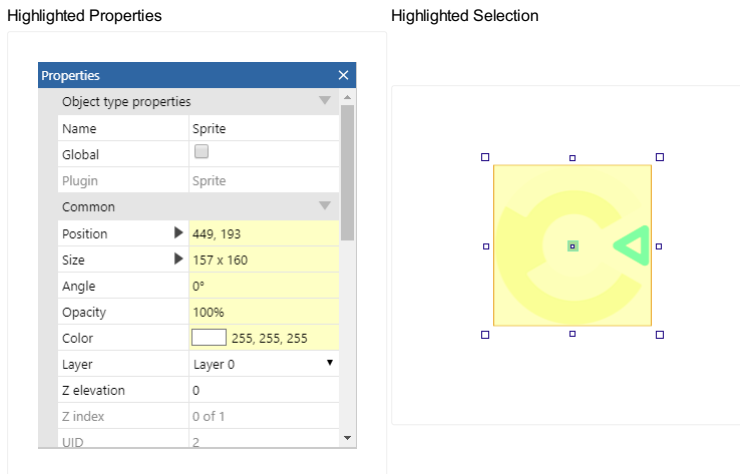 Highlighted Properties
Highlighted Selection
Properties
Object type properties
Name Sprite
Global
Plugin Sprite
Common
Position 449, 193
Size 157 x 160
Angle 0°
Opacity 100%
Color 255, 255, 255
Layer Layer 0
Z elevation 0
Z index 0 of 1
UID 2